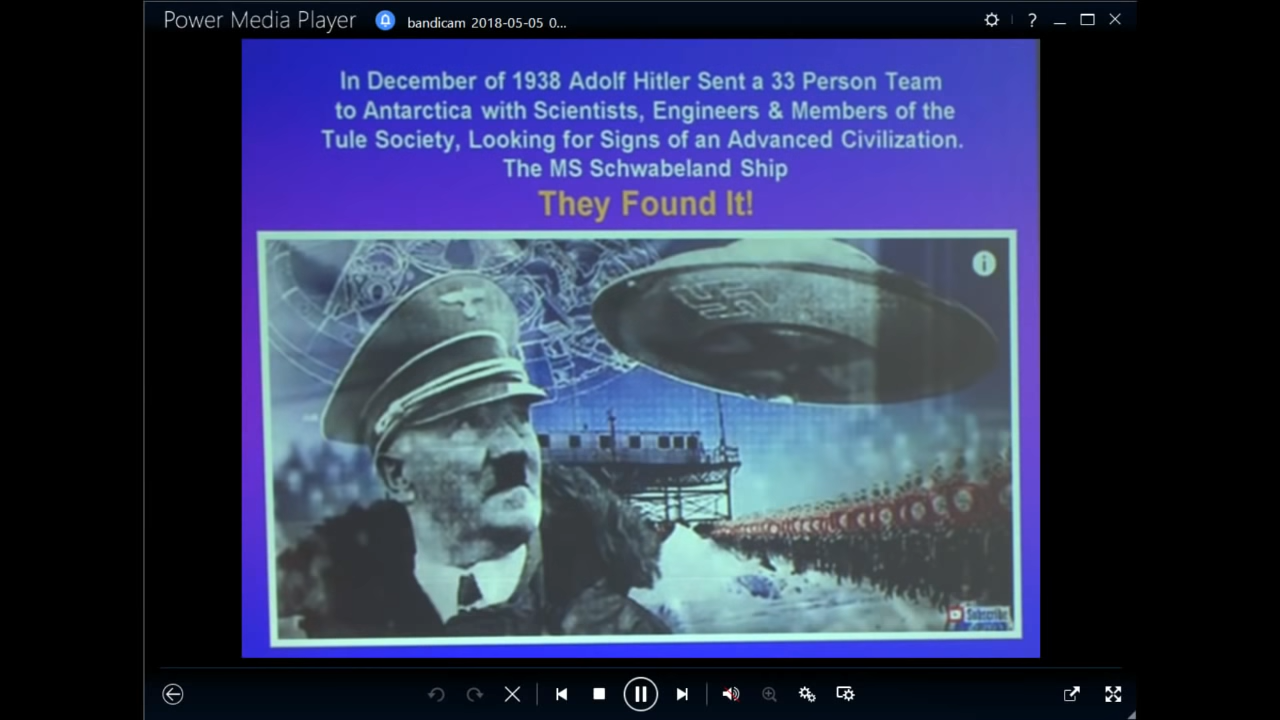 Power Media Player
bandicam 2018-05-05 0...
?
In December of 1938 Adolf Hitler Sent a 33 Person Team
to Antarctica with Scientists, Engineers & Members of the
Tule Society, Looking for Signs of an Advanced Civilization.
The MS Schwabeland Ship
They Found It!
i
Subscribe